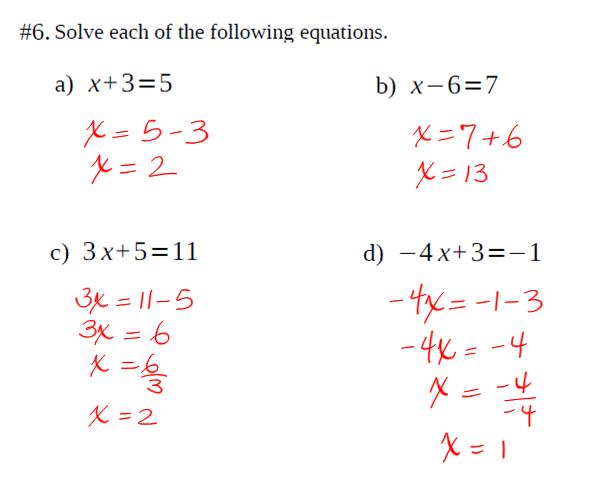 #6. Solve each of the following equations.
a) x+3=5
x = 5-3
x = 2
b) x−6=7
x = 7+6
x = 13
c) 3x+5=11
3x = 11-5
3x = 6
x = 6/3
x = 2
d) −4x+3=−1
-4x = -1-3
-4x = -4
x = -4/-4
x = 1